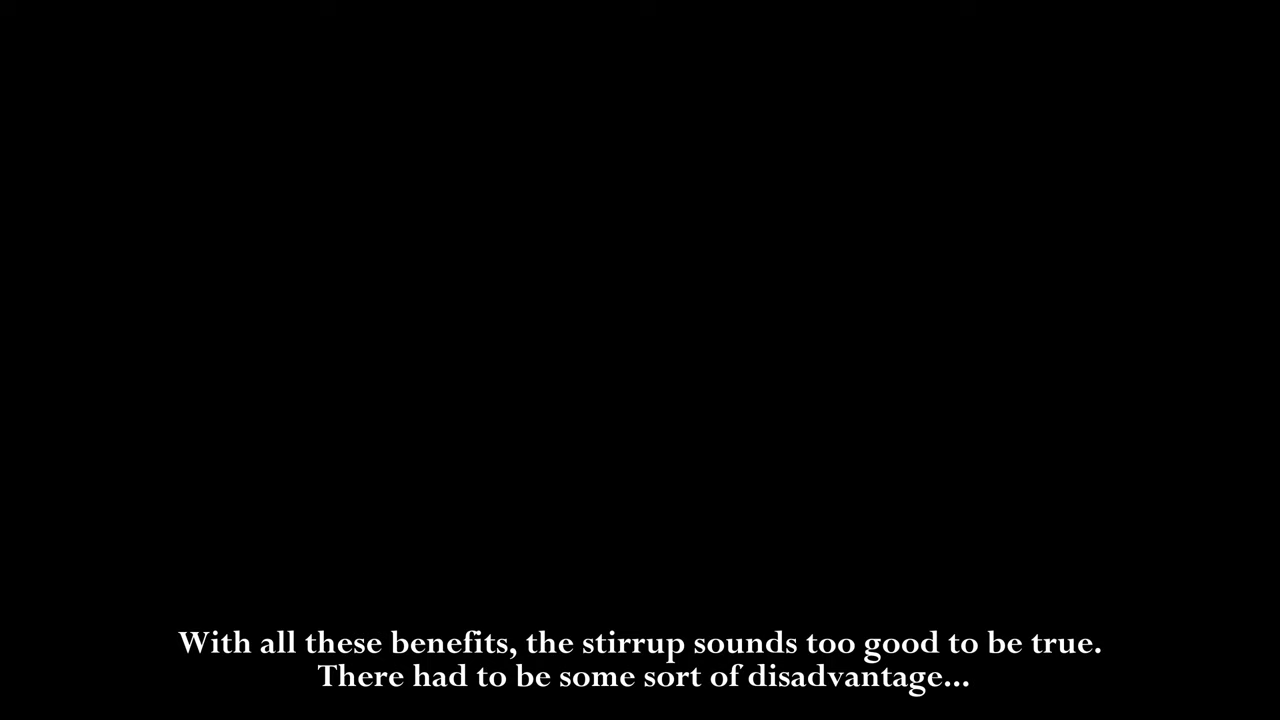 With all these benefits, the stirrup sounds too good to be true.
There had to be some sort of disadvantage...